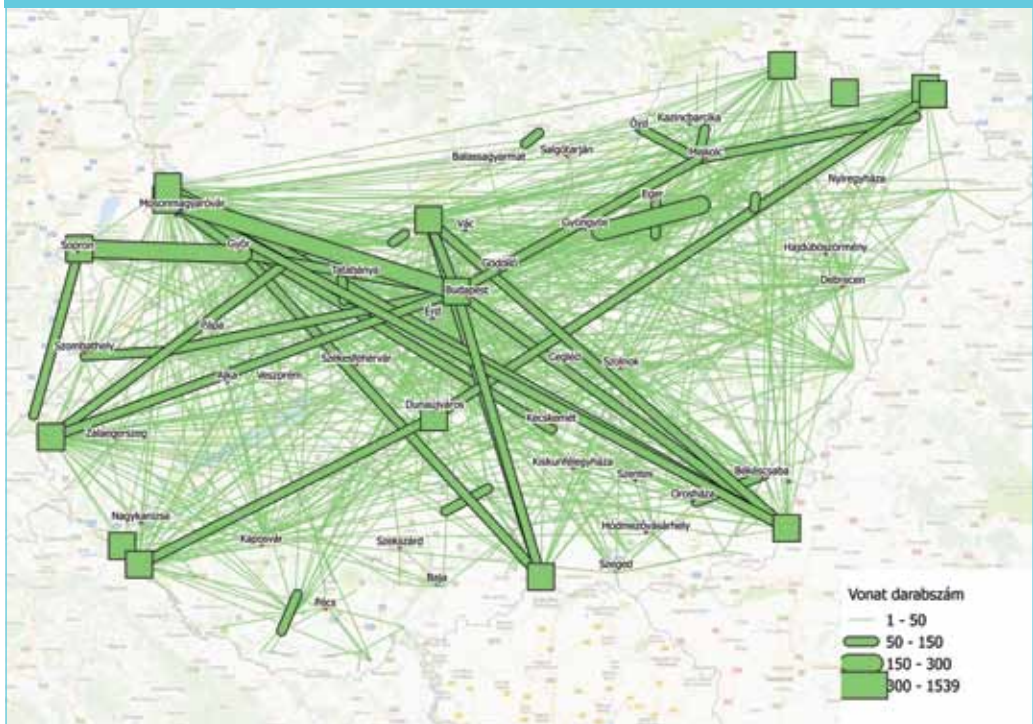 Ózd
Kazincbarcika
Miskolc
Balassagyarmat
Salgótarján
Nyíregyháza
Eger
Mosonmagyaróvár
Gyöngyös
Vác
Sopron
Győr
Hajdúböszörmény
Gödöllő
Tatabánya
Debrecen
Budapest
Érd
Pápa
Szombathely
Székesfehérvár
Cegléd
Szolnok
Ajka
Veszprém
Dunaújváros
Kecskemét
Zalaegerszeg
Kiskunfélegyháza
Szentes
Békéscsaba
Orosháza
Nagykanizsa
Hódmezővásárhely
Kaposvár
Szekszárd
Szeged
Baja
Pécs
Vonat darabszám
1 - 50
50 - 150
150 - 300
300 - 1539